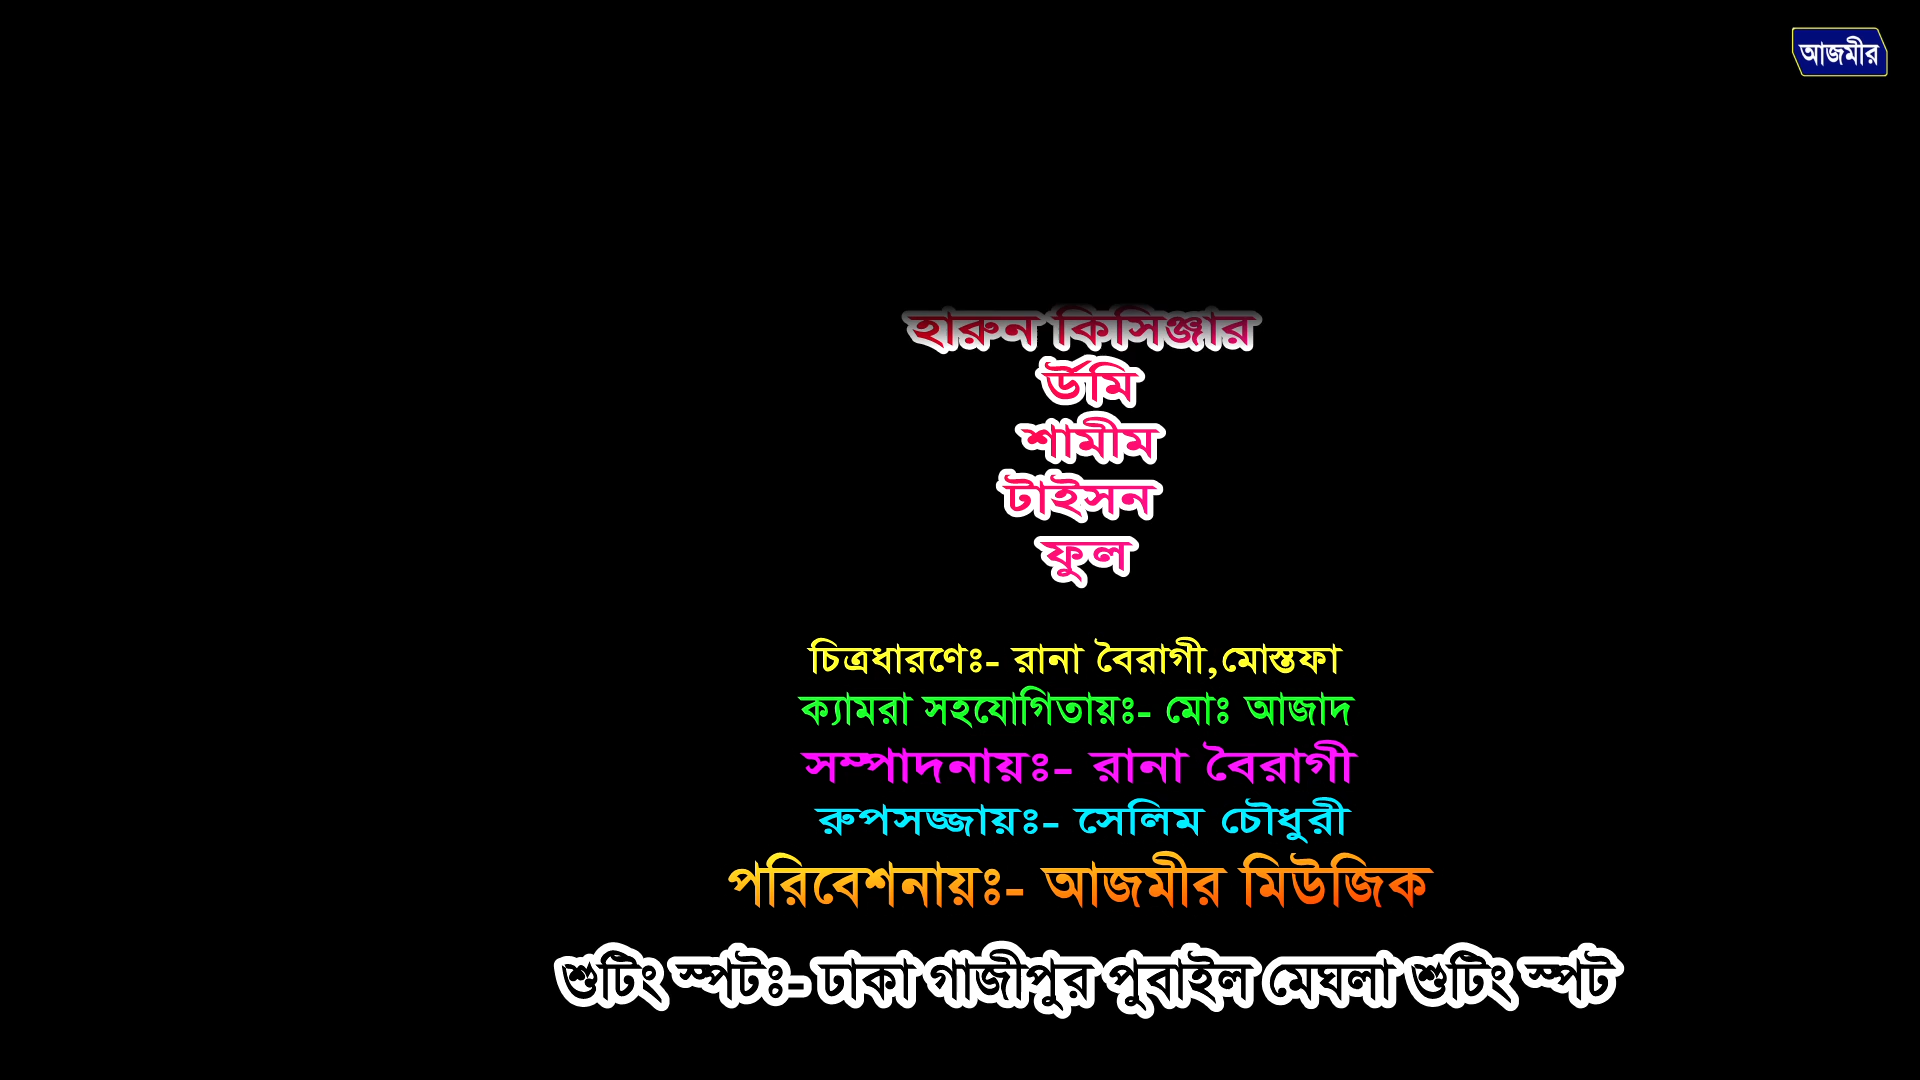 আজমীর
হারুন কিসিঞ্জার
র্উমি
শামীম
টাইসন
ফুল
চিত্রধারণেঃ- রানা বৈরাগী,মোস্তফা
ক্যামরা সহযোগিতায়ঃ- মোঃ আজাদ
সম্পাদনায়ঃ- রানা বৈরাগী
রুপসজ্জায়ঃ- সেলিম চৌধুরী
পরিবেশনায়ঃ- আজমীর মিউজিক
শুটিং স্পটঃ- ঢাকা গাজীপুর পুবাইল মেঘলা শুটিং স্পট